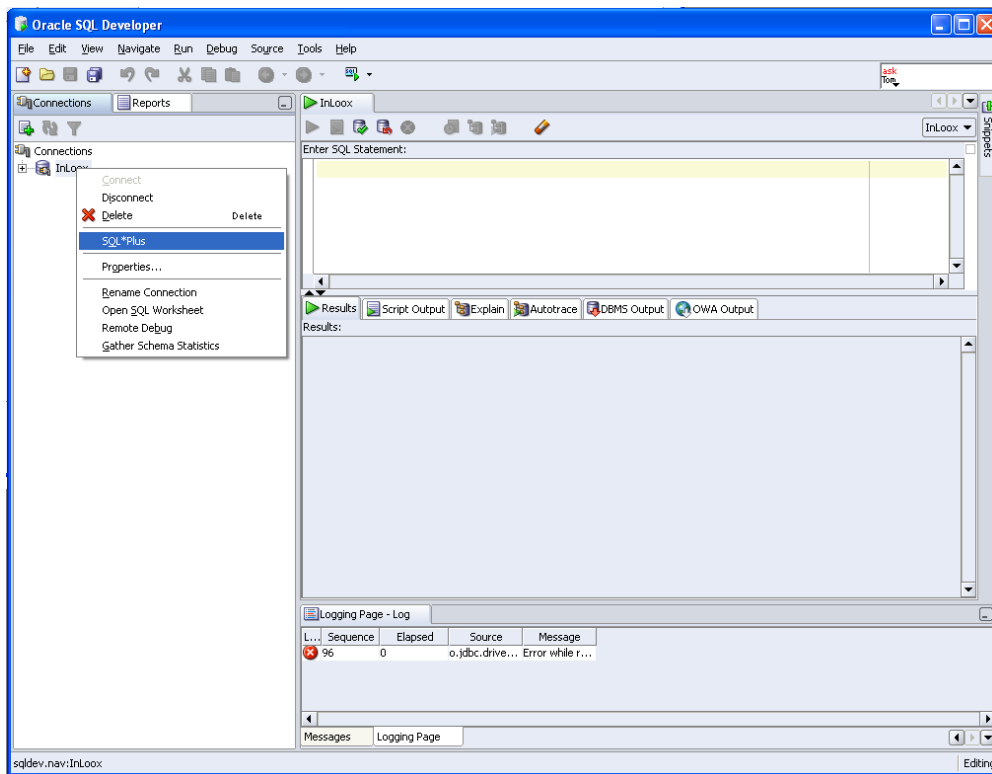 Oracle SQL Developer
File Edit View Navigate Run Debug Source Tools Help
ask
Tom
Connections Reports InLoox
InLoox
Snippets
Connections
Enter SQL Statement:
InLoox
Connect
Disconnect
Delete Delete
SQL*Plus
Properties...
Rename Connection
Open SQL Worksheet
Remote Debug
Gather Schema Statistics
Results Script Output Explain Autotrace DBMS Output OWA Output
Results:
Logging Page - Log
L... Sequence Elapsed Source Message
96 0 o.jdbc.drive... Error while r...
Messages Logging Page
sqldev.nav:InLoox Editing